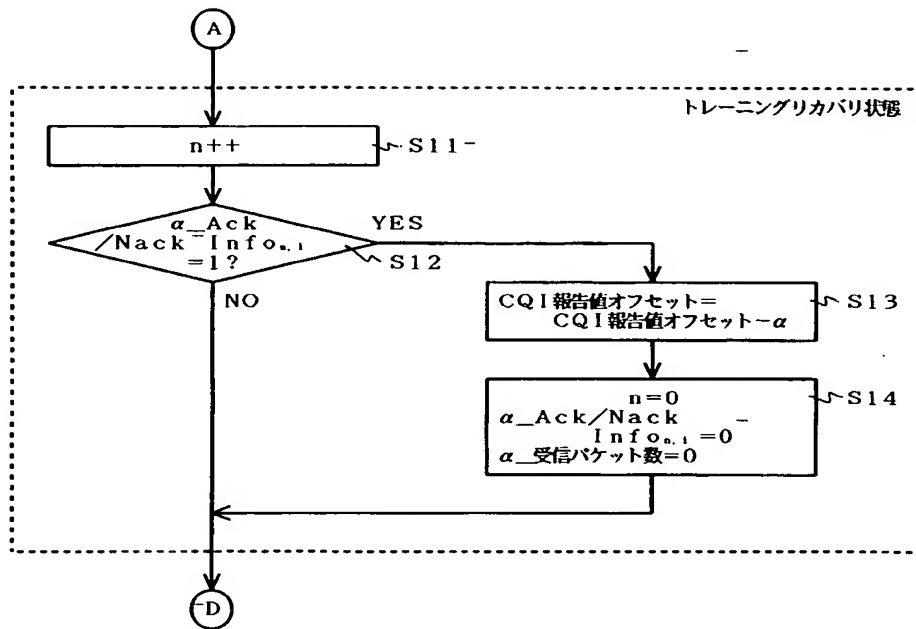 A
トレーニングリカバリ状態
n++
S11
α_Ack
/Nack Infoₙ,ᵢ
=1?
YES
S12
NO
CQI報告値オフセット=
CQI報告値オフセット-α
S13
n=0
α_Ack/Nack
Infoₙ,ᵢ=0
α_受信パケット数=0
S14
D